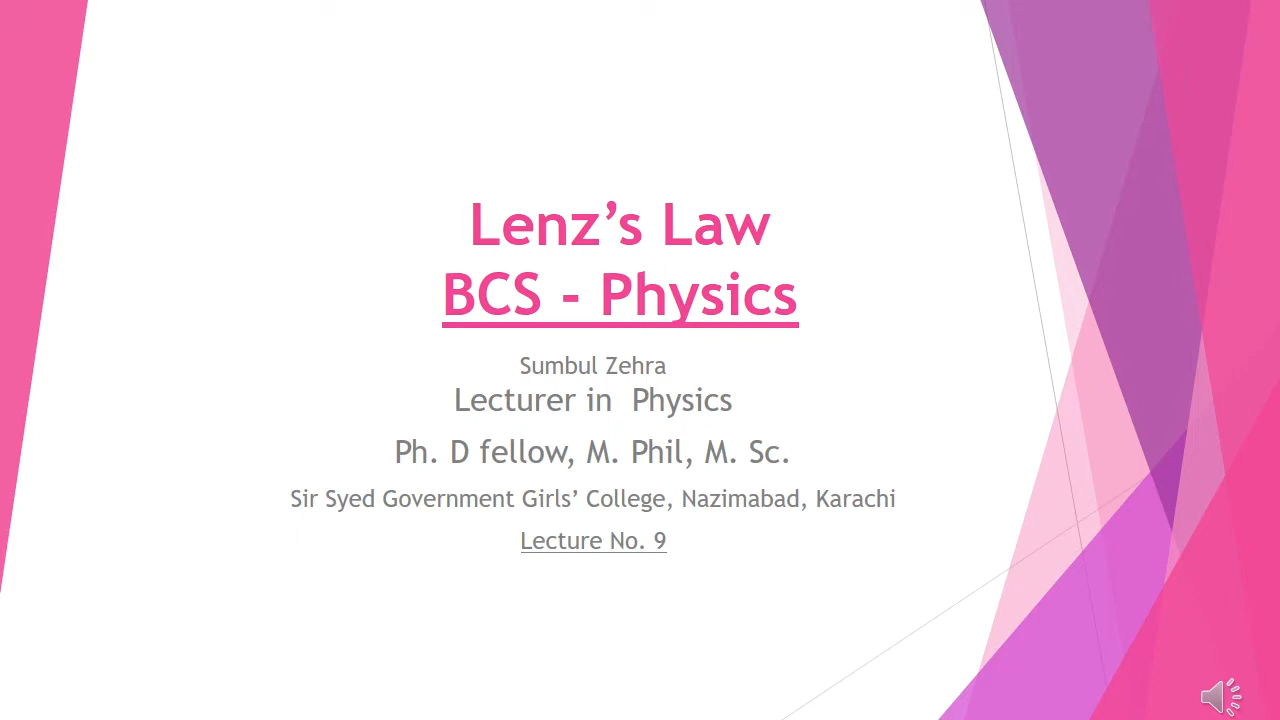 Lenz’s Law
BCS - Physics
Sumbul Zehra
Lecturer in  Physics
Ph. D fellow, M. Phil, M. Sc.
Sir Syed Government Girls’ College, Nazimabad, Karachi
Lecture No. 9